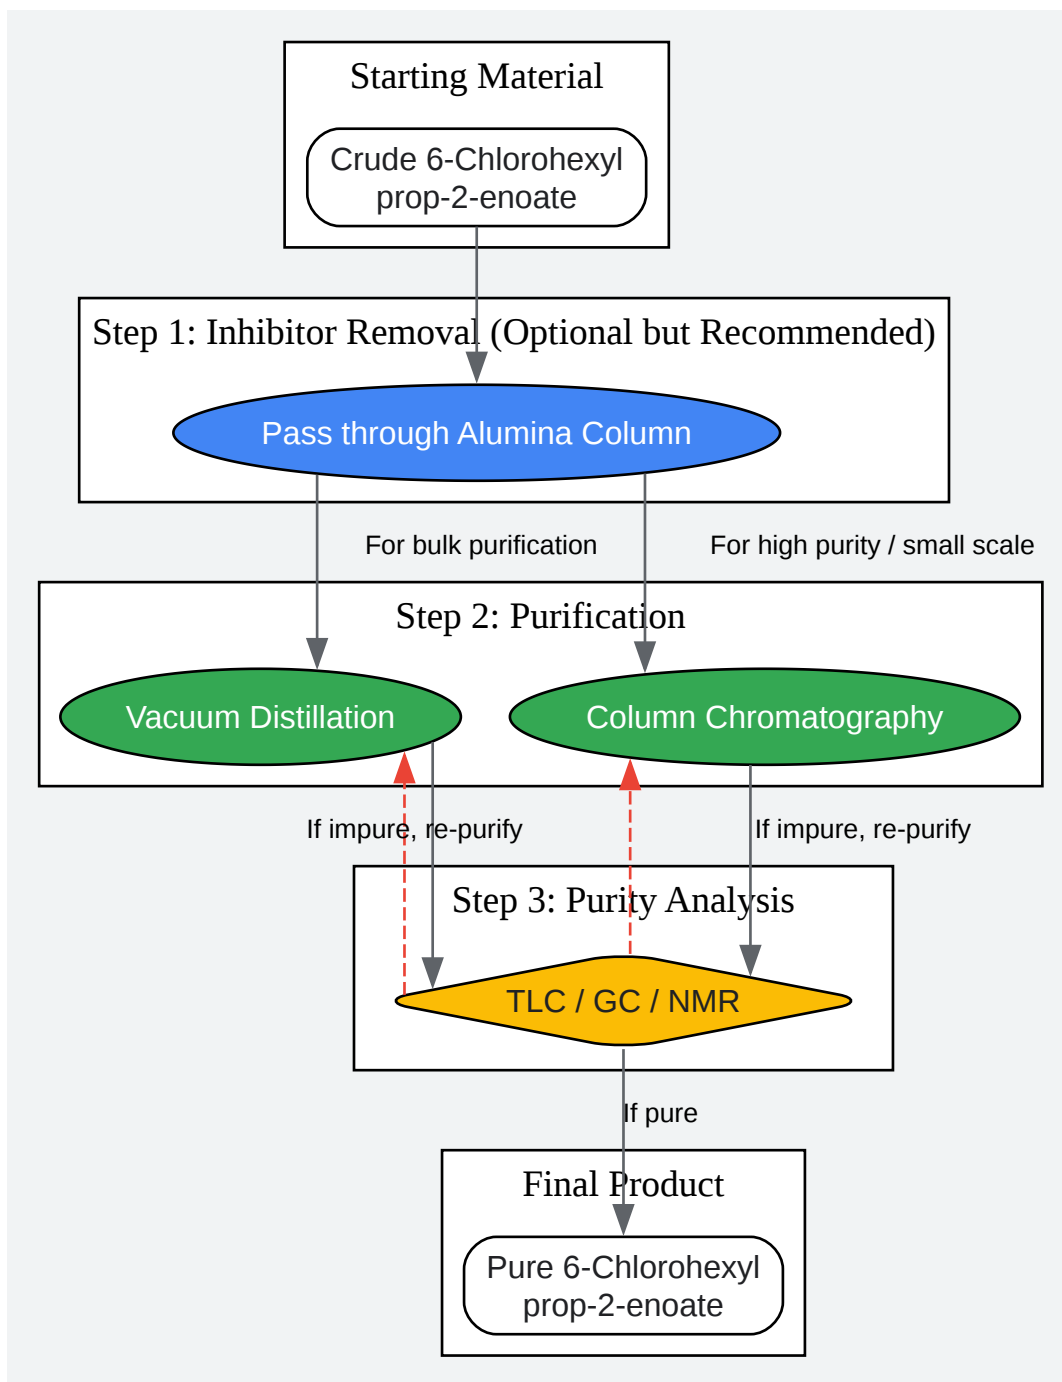 Starting Material
Crude 6-Chlorohexyl
prop-2-enoate
Step 1: Inhibitor Removal (Optional but Recommended)
Pass through Alumina Column
For bulk purification
For high purity / small scale
Step 2: Purification
Vacuum Distillation
Column Chromatography
If impure, re-purify
If impure, re-purify
Step 3: Purity Analysis
TLC / GC / NMR
If pure
Final Product
Pure 6-Chlorohexyl
prop-2-enoate